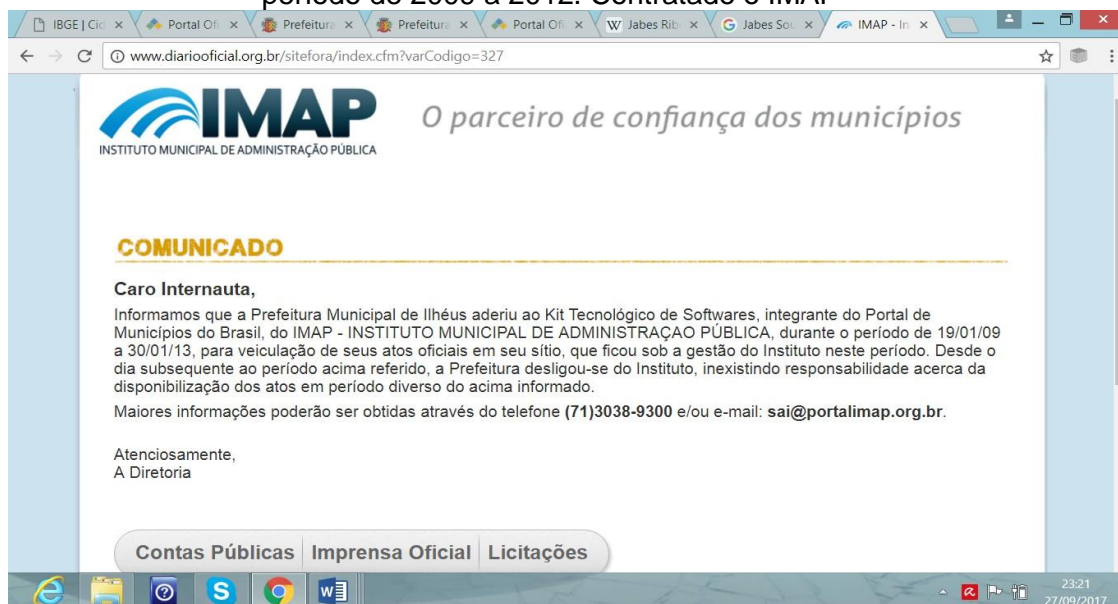 período de 2009 a 2012. Contratado o IMAP
IBGE | Cid
Portal Ofi
Prefeitura
Prefeitura
Portal Ofi
Jabes Rib
Jabes Sou
IMAP - In
www.diariooficial.org.br/sitefora/index.cfm?varCodigo=327
IMAP
INSTITUTO MUNICIPAL DE ADMINISTRAÇÃO PÚBLICA
O parceiro de confiança dos municípios
COMUNICADO
Caro Internauta,
Informamos que a Prefeitura Municipal de Ilhéus aderiu ao Kit Tecnológico de Softwares, integrante do Portal de
Municípios do Brasil, do IMAP - INSTITUTO MUNICIPAL DE ADMINISTRAÇAO PÚBLICA, durante o período de 19/01/09
a 30/01/13, para veiculação de seus atos oficiais em seu sítio, que ficou sob a gestão do Instituto neste período. Desde o
dia subsequente ao período acima referido, a Prefeitura desligou-se do Instituto, inexistindo responsabilidade acerca da
disponibilização dos atos em período diverso do acima informado.
Maiores informações poderão ser obtidas através do telefone (71)3038-9300 e/ou e-mail: sai@portalimap.org.br.
Atenciosamente,
A Diretoria
Contas Públicas
Imprensa Oficial
Licitações
23:21
27/09/2017